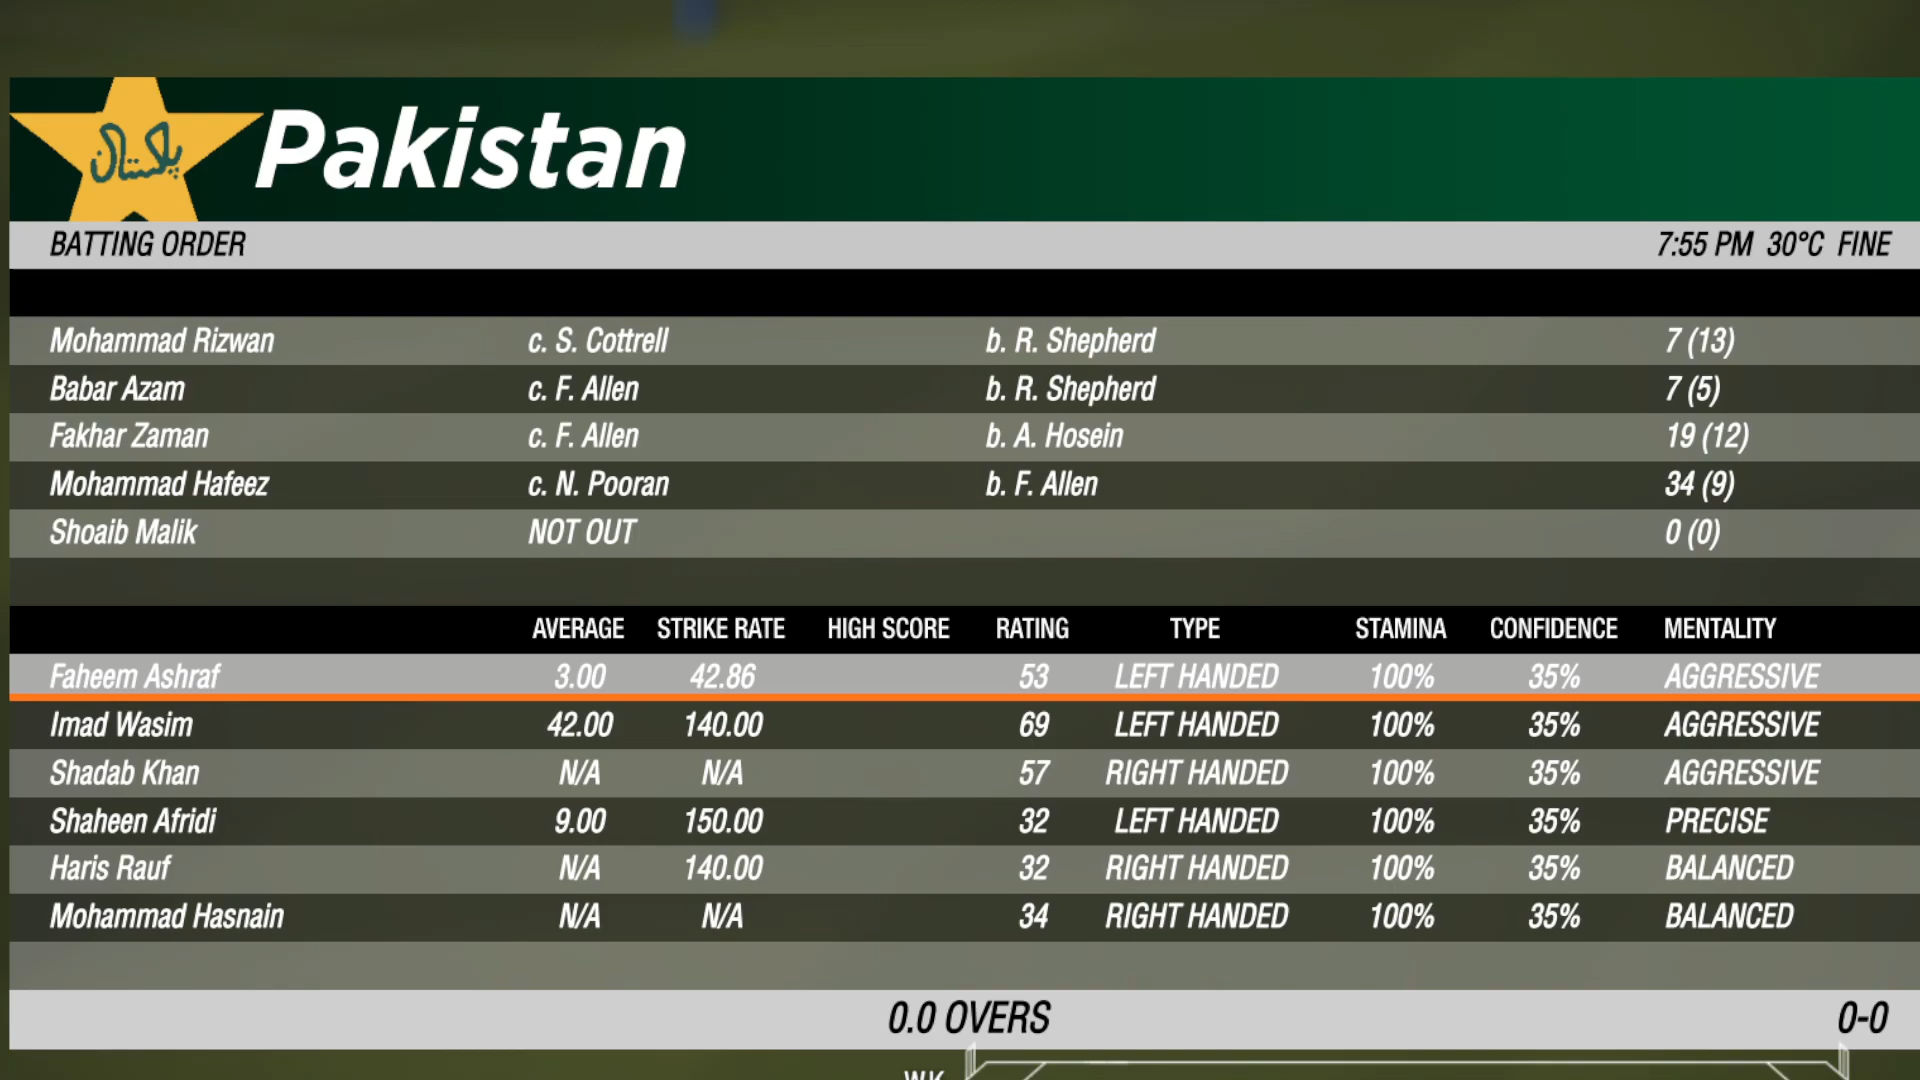 پاکستان
Pakistan
BATTING ORDER 7:55 PM 30°C FINE
Mohammad Rizwan c. S. Cottrell b. R. Shepherd 7 (13)
Babar Azam c. F. Allen b. R. Shepherd 7 (5)
Fakhar Zaman c. F. Allen b. A. Hosein 19 (12)
Mohammad Hafeez c. N. Pooran b. F. Allen 34 (9)
Shoaib Malik NOT OUT 0 (0)
AVERAGE STRIKE RATE HIGH SCORE RATING TYPE STAMINA CONFIDENCE MENTALITY
Faheem Ashraf 3.00 42.86 53 LEFT HANDED 100% 35% AGGRESSIVE
Imad Wasim 42.00 140.00 69 LEFT HANDED 100% 35% AGGRESSIVE
Shadab Khan N/A N/A 57 RIGHT HANDED 100% 35% AGGRESSIVE
Shaheen Afridi 9.00 150.00 32 LEFT HANDED 100% 35% PRECISE
Haris Rauf N/A 140.00 32 RIGHT HANDED 100% 35% BALANCED
Mohammad Hasnain N/A N/A 34 RIGHT HANDED 100% 35% BALANCED
0.0 OVERS 0-0